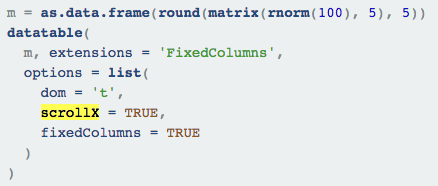 m = as.data.frame(round(matrix(rnorm(100), 5), 5))
datatable(
  m, extensions = 'FixedColumns',
  options = list(
    dom = 't',
    scrollX = TRUE,
    fixedColumns = TRUE
  )
)